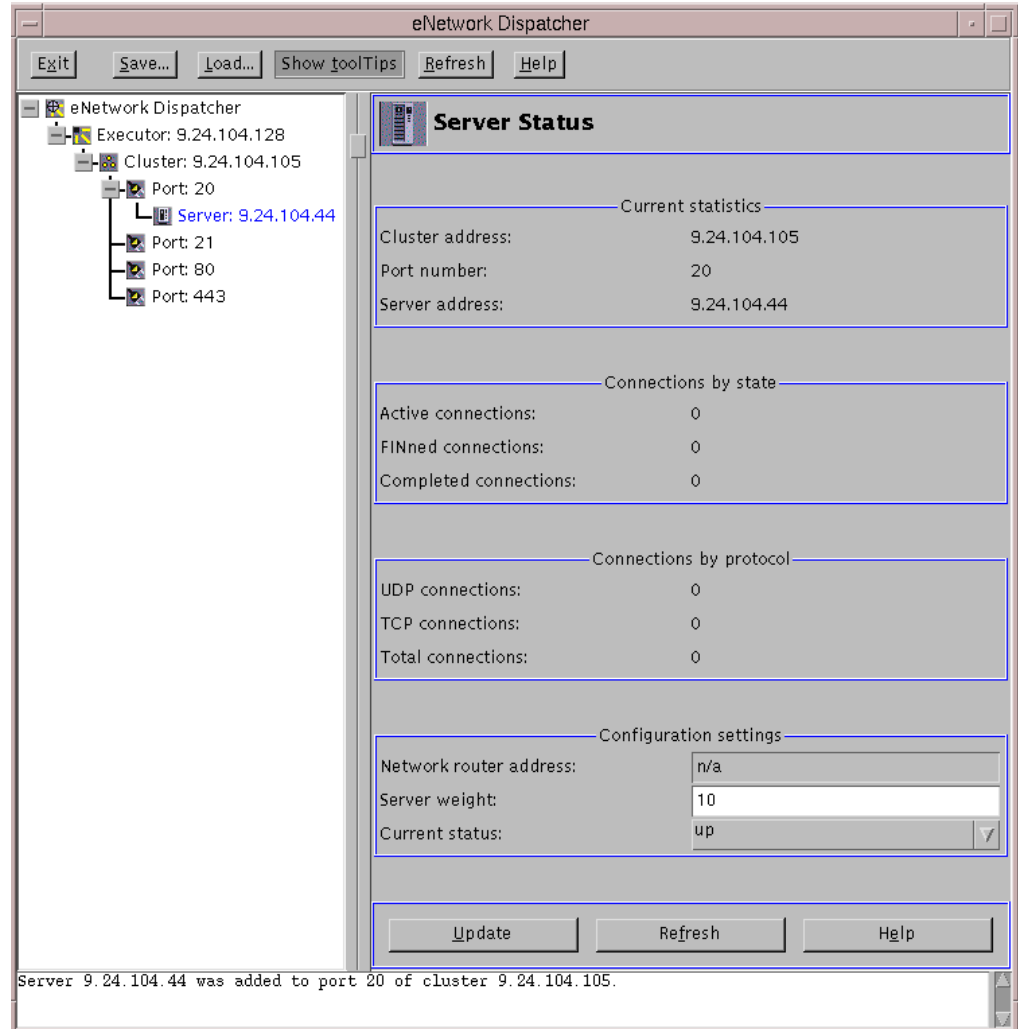 eNetwork Dispatcher
Exit Save... Load... Show toolTips Refresh Help
eNetwork Dispatcher
Executor: 9.24.104.128
Cluster: 9.24.104.105
Port: 20
Server: 9.24.104.44
Port: 21
Port: 80
Port: 443
Server Status
Current statistics
Cluster address: 9.24.104.105
Port number: 20
Server address: 9.24.104.44
Connections by state
Active connections: 0
FINned connections: 0
Completed connections: 0
Connections by protocol
UDP connections: 0
TCP connections: 0
Total connections: 0
Configuration settings
Network router address: n/a
Server weight: 10
Current status: up
Update Refresh Help
Server 9.24.104.44 was added to port 20 of cluster 9.24.104.105.